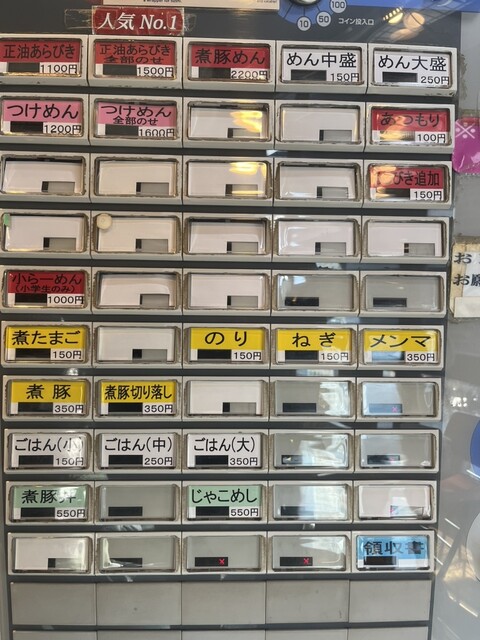 100
10
50
コイン投入口
人気 No.1
正油あらびき
1100円
正油あらびき
全部のせ
1500円
煮豚めん
2200円
めん中盛
150円
めん大盛
250円
つけめん
1200円
つけめん
全部のせ
1600円
あつもり
100円
※
びき追加
150円
お
お願
小らーめん
(小学生のみ)
1000円
煮たまご
150円
のり
150円
ねぎ
150円
メンマ
350円
煮豚
350円
煮豚切り落し
350円
ごはん(小)
150円
ごはん(中)
250円
ごはん(大)
350円
煮豚丼
550円
じゃこめし
550円
領収書